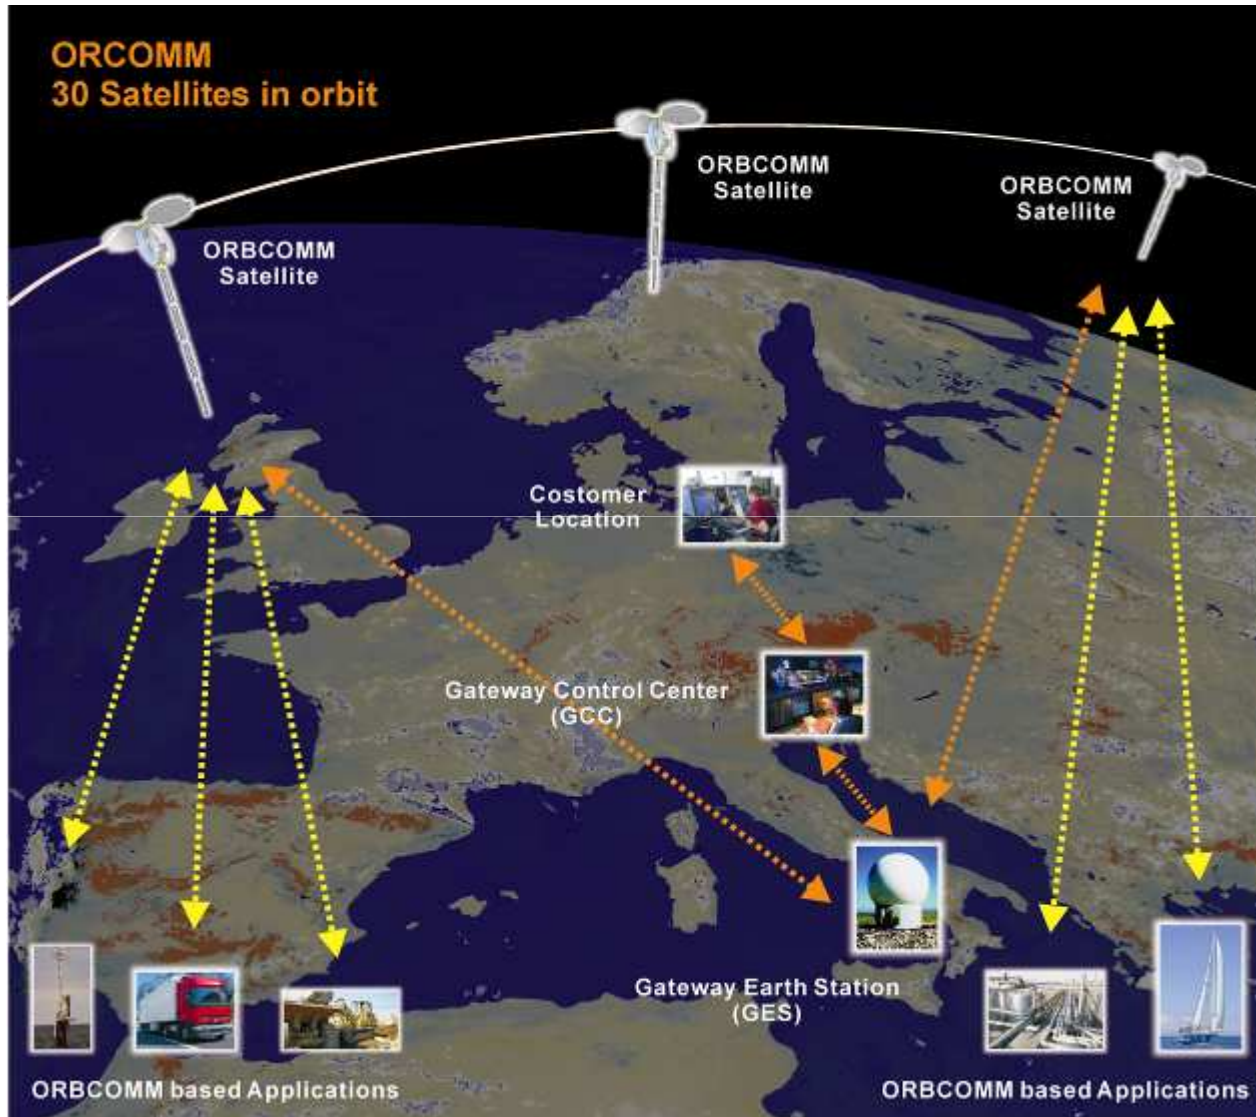 ORCOMM
30 Satellites in orbit
ORBCOMM
Satellite
ORBCOMM
Satellite
ORBCOMM
Satellite
Costomer
Location
Gateway Control Center
(GCC)
Gateway Earth Station
(GES)
ORBCOMM based Applications
ORBCOMM based Applications